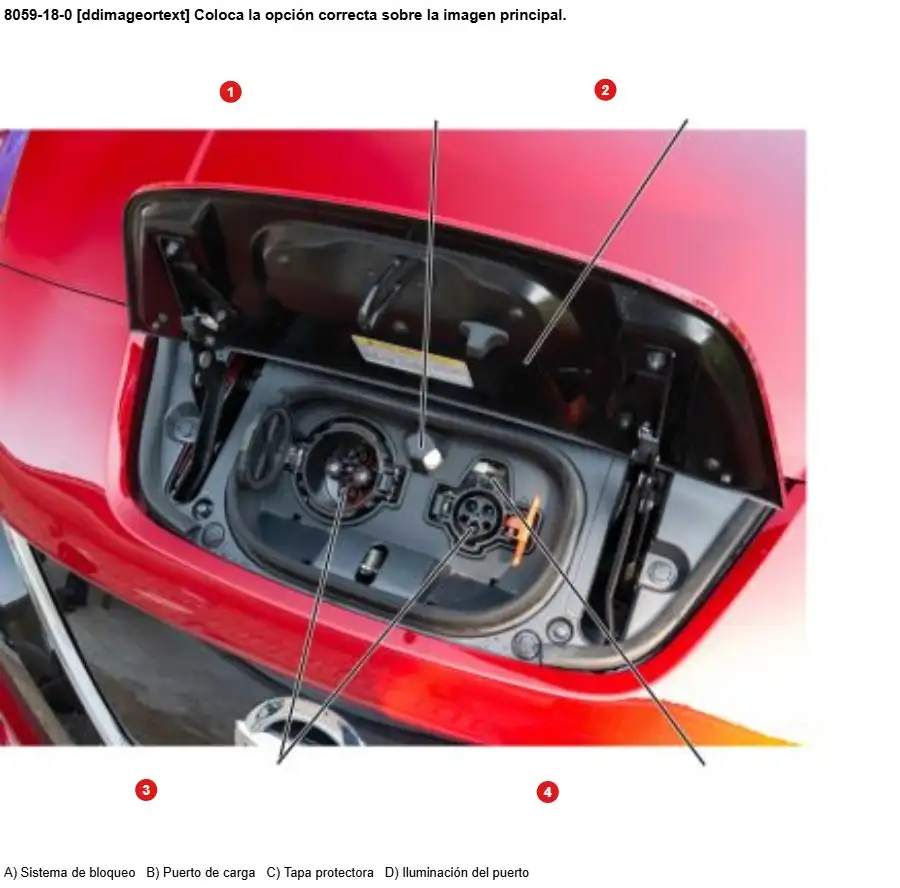 8059-18-0 [ddimageortext] Coloca la opción correcta sobre la imagen principal.
1
2
3
4
A) Sistema de bloqueo B) Puerto de carga C) Tapa protectora D) Iluminación del puerto